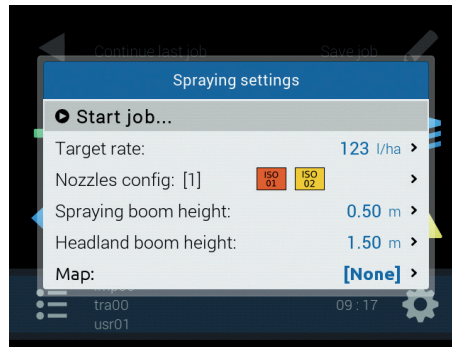 Continue last job Save job
Spraying settings
Start job...
Target rate: 123 l/ha
Nozzles config: [1] ISO 01 ISO 02
Spraying boom height: 0.50 m
Headland boom height: 1.50 m
Map: [None]
tra00 09:17
usr01